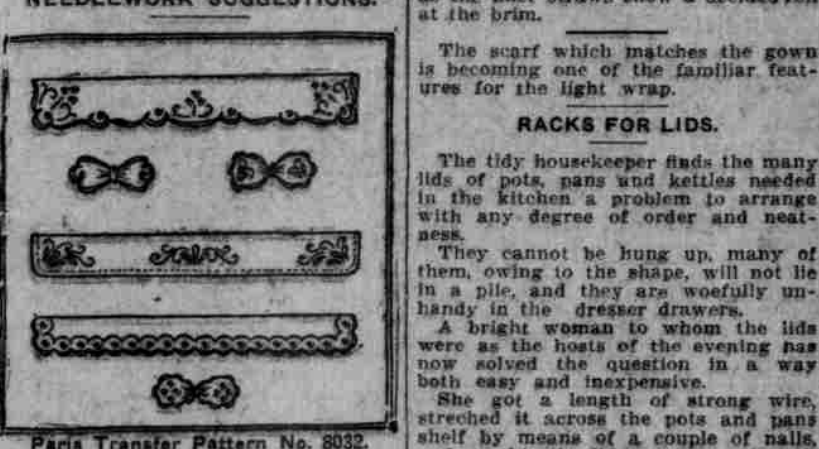 NEEDLEWORK SUGGESTIONS.
Paris Transfer Pattern No. 8032.
at the brim.
The scarf which matches the gown
is becoming one of the familiar feat-
ures for the light wrap.
RACKS FOR LIDS.
The tidy housekeeper finds the many
lids of pots, pans and kettles needed
in the kitchen a problem to arrange
with any degree of order and neat-
ness.
They cannot be hung up, many of
them, owing to the shape, will not lie
in a pile, and they are woefully un-
handy in the dresser drawers.
A bright woman to whom the lids
were as the hosts of the evening has
now solved the question in a way
both easy and inexpensive.
She got a length of strong wire,
streched it across the pots and pans
shelf by means of a couple of nails,